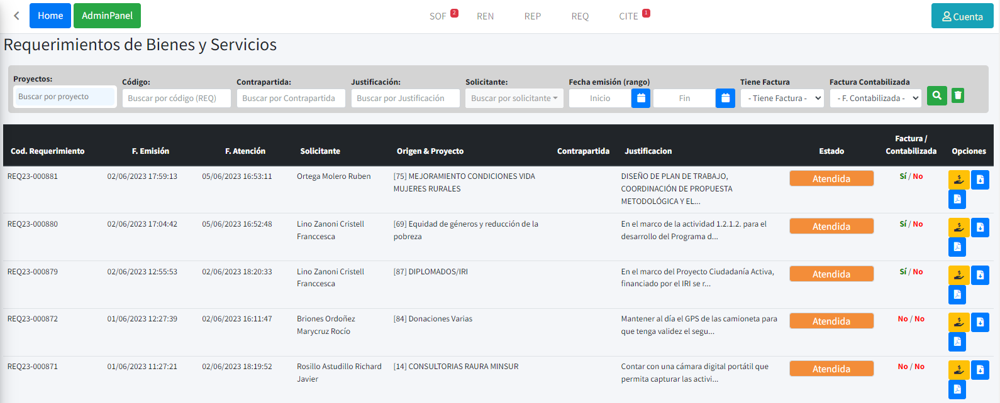 Home AdminPanel SOF 2 REN REP REQ CITE 1 Cuenta
Requerimientos de Bienes y Servicios
Proyectos: Código: Contrapartida: Justificación: Solicitante: Fecha emisión (rango) Tiene Factura Factura Contabilizada
Buscar por proyecto Buscar por código (REQ) Buscar por Contrapartida Buscar por Justificación Buscar por solicitante Inicio Fin - Tiene Factura - - F. Contabilizada -
Cod. Requerimiento F. Emisión F. Atención Solicitante Origen & Proyecto Contrapartida Justificacion Estado Factura / Contabilizada Opciones
REQ23-000881 02/06/2023 17:59:13 05/06/2023 16:53:11 Ortega Molero Ruben [75] MEJORAMIENTO CONDICIONES VIDA DISEÑO DE PLAN DE TRABAJO, Atendida Sí / No
MUJERES RURALES COORDINACIÓN DE PROPUESTA
METODOLÓGICA Y EL...
REQ23-000880 02/06/2023 17:04:42 05/06/2023 16:52:48 Lino Zanoni Cristell [69] Equidad de géneros y reducción de la En el marco de la actividad 1.2.1.2. para el Atendida Sí / No
Franccesca pobreza desarrollo del Programa d...
REQ23-000879 02/06/2023 12:55:53 02/06/2023 18:20:33 Lino Zanoni Cristell [87] DIPLOMADOS/IRI En el marco del Proyecto Ciudadanía Activa, Atendida Sí / No
Franccesca financiado por el IRI se r...
REQ23-000872 01/06/2023 12:27:39 02/06/2023 16:11:47 Briones Ordoñez [84] Donaciones Varias Mantener al día el GPS de las camioneta para Atendida No / No
Marycruz Rocío que tenga validez el segu...
REQ23-000871 01/06/2023 11:27:21 02/06/2023 18:19:52 Rosillo Astudillo Richard [14] CONSULTORIAS RAURA MINSUR Contar con una cámara digital portátil que Atendida No / No
Javier permita capturar las activi...